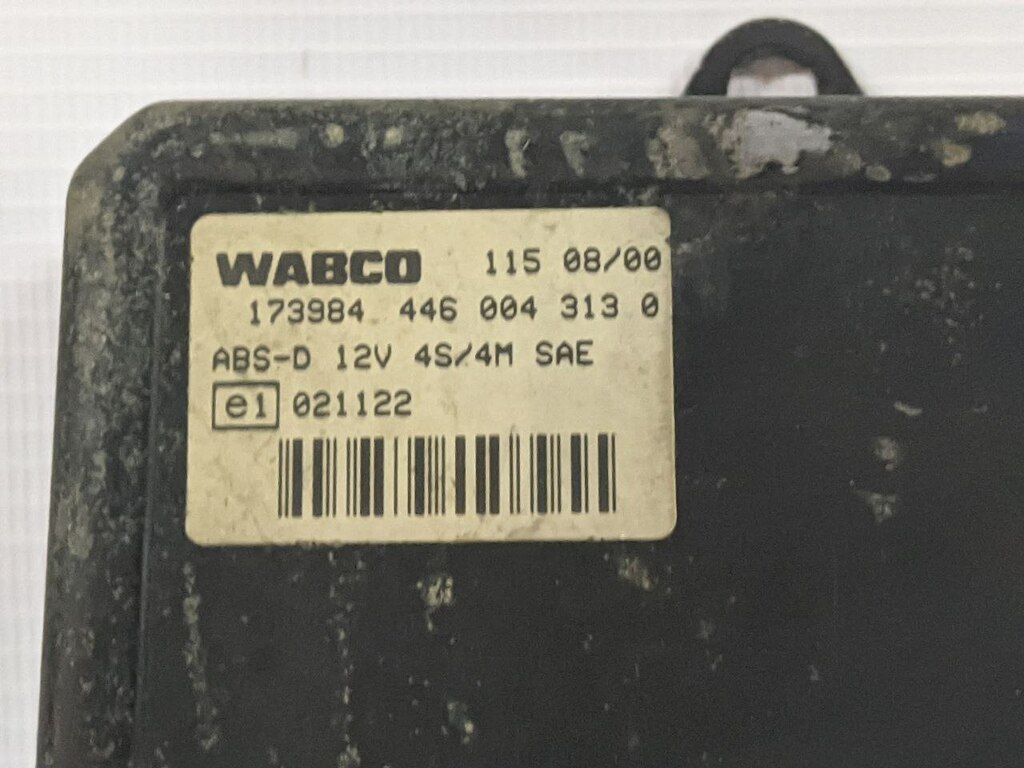 WABCO 115 08/00
173984 446 004 313 0
ABS-D 12V 4S/4M SAE
e1 021122